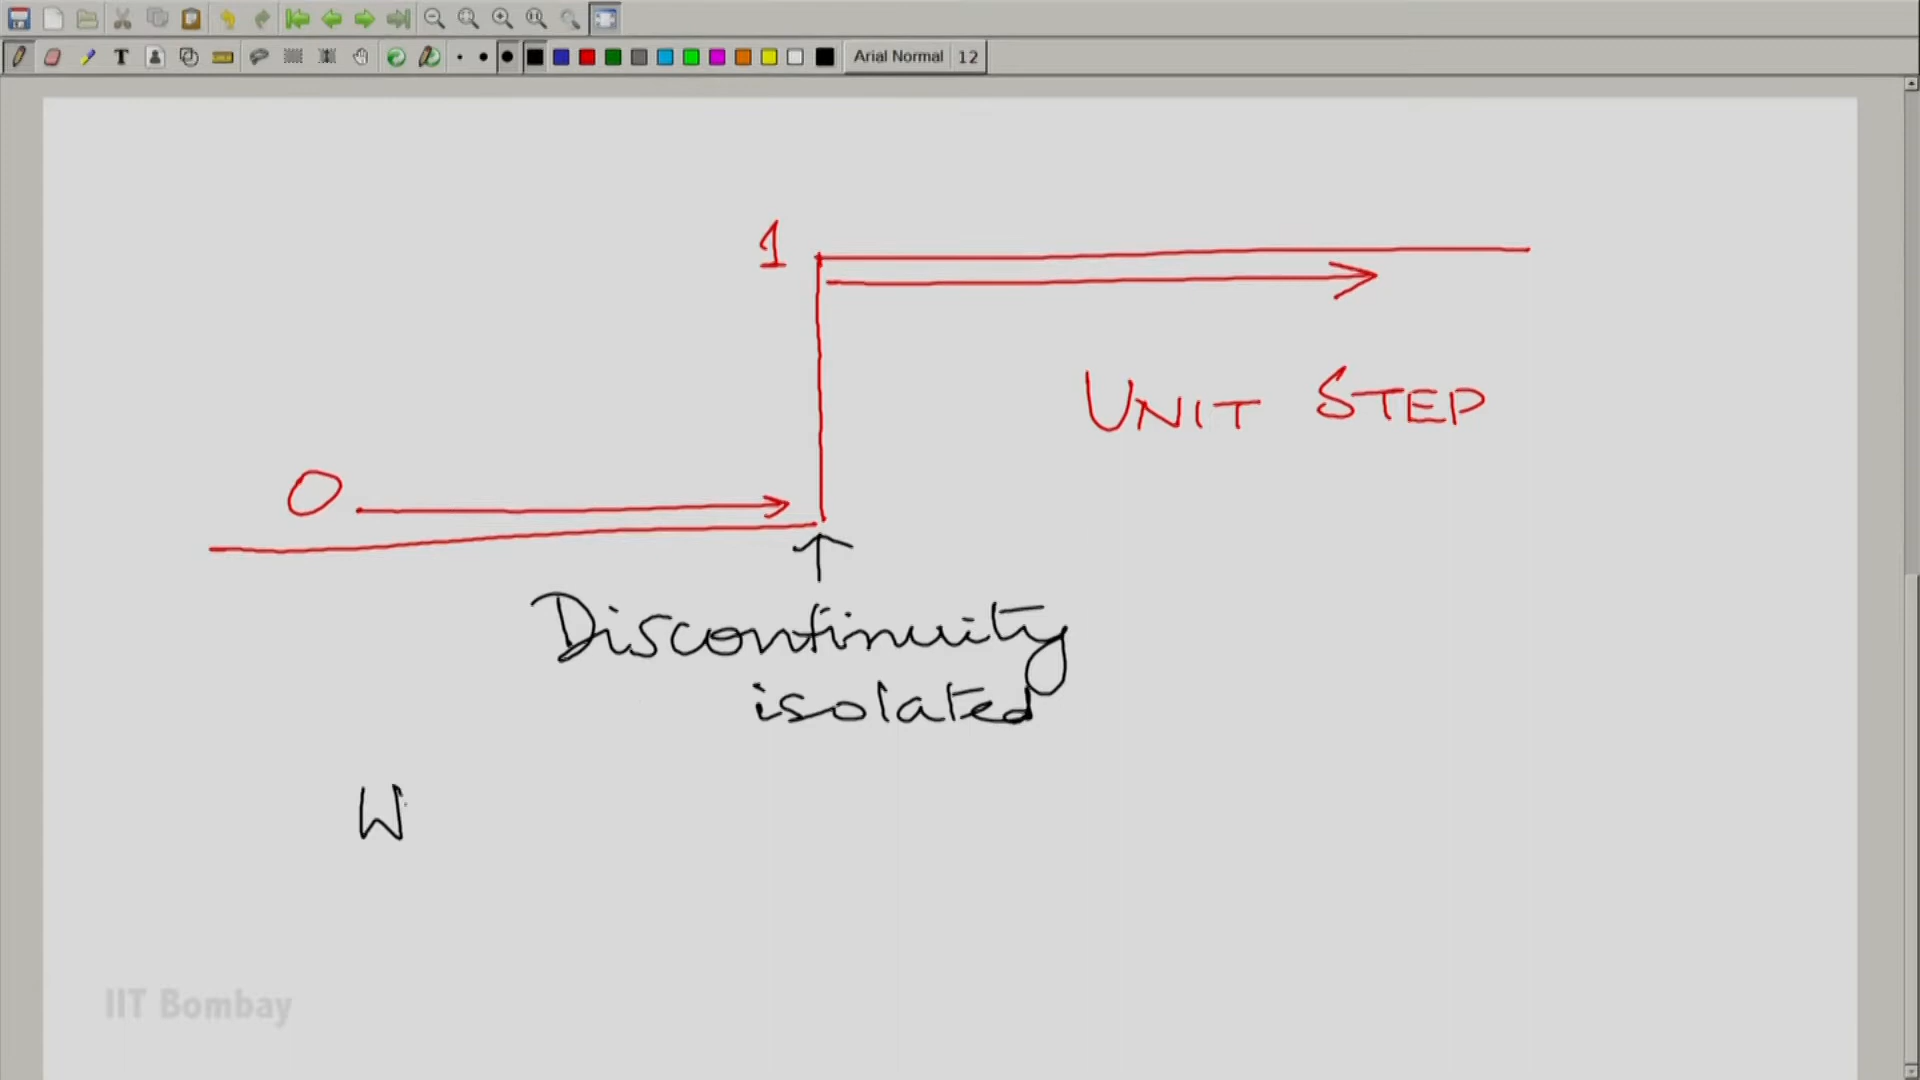 Arial Normal 12
1
UNIT STEP
0
Discontinuity
isolated
W
IIT Bombay